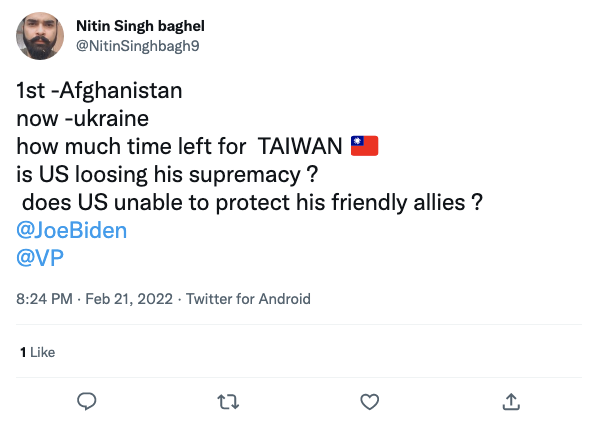 Nitin Singh baghel
@NitinSinghbagh9
1st -Afghanistan
now -ukraine
how much time left for  TAIWAN 🇹🇼
is US loosing his supremacy ?
does US unable to protect his friendly allies ?
@JoeBiden
@VP
8:24 PM · Feb 21, 2022 · Twitter for Android
1 Like